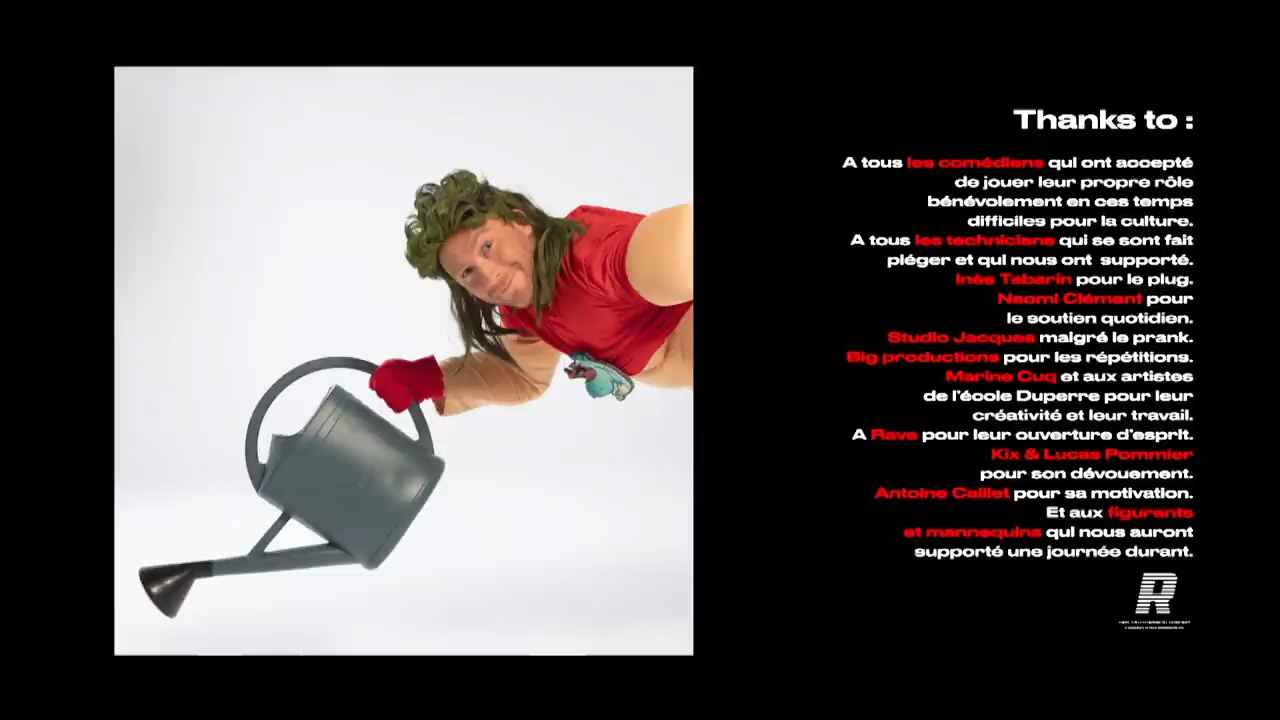 Thanks to :
A tous les comédiens qui ont accepté
de jouer leur propre rôle
bénévolement en ces temps
difficiles pour la culture.
A tous les techniciens qui se sont fait
piéger et qui nous ont supporté.
Inès Tabarin pour le plug.
Naomi Clément pour
le soutien quotidien.
Studio Jacques malgré le prank.
Big productions pour les répétitions.
Marine Cuq et aux artistes
de l'école Duperre pour leur
créativité et leur travail.
A Rave pour leur ouverture d'esprit.
Kix & Lucas Pommier
pour son dévouement.
Antoine Caillet pour sa motivation.
Et aux figurants
et mannequins qui nous auront
supporté une journée durant.
R